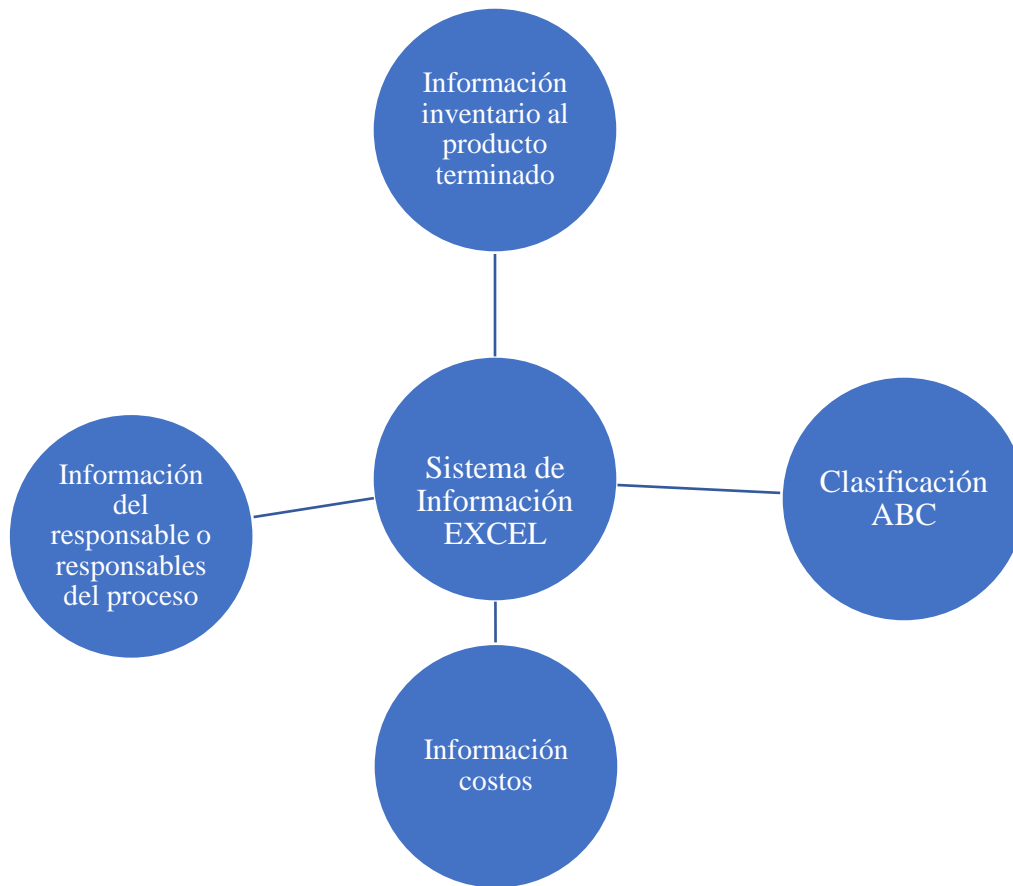 Información
inventario al
producto
terminado
Sistema de
Información
EXCEL
Clasificación
ABC
Información
del
responsable o
responsables
del proceso
Información
costos